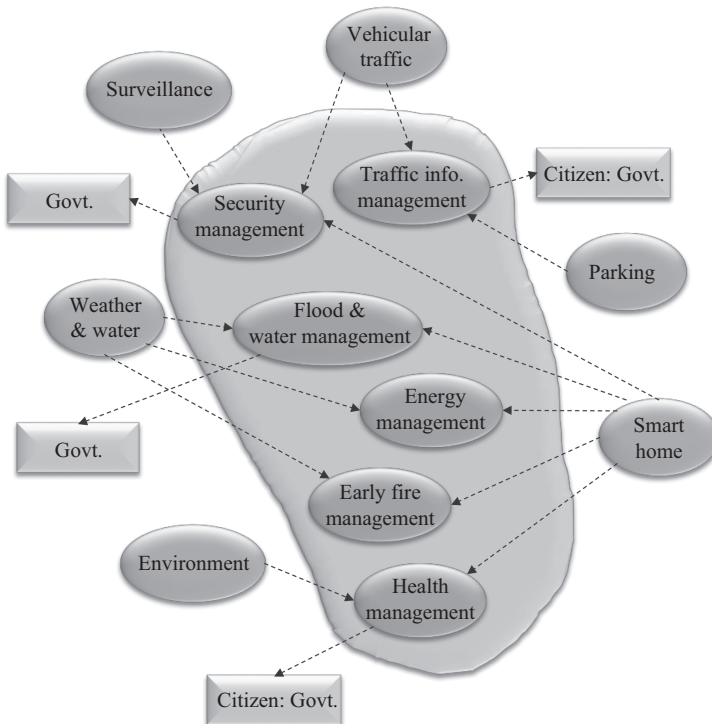 Vehicular
traffic
Surveillance
Traffic info.
management
Citizen: Govt.
Govt.
Security
management
Parking
Weather
& water
Flood &
water management
Energy
management
Smart
home
Govt.
Early fire
management
Environment
Health
management
Citizen: Govt.